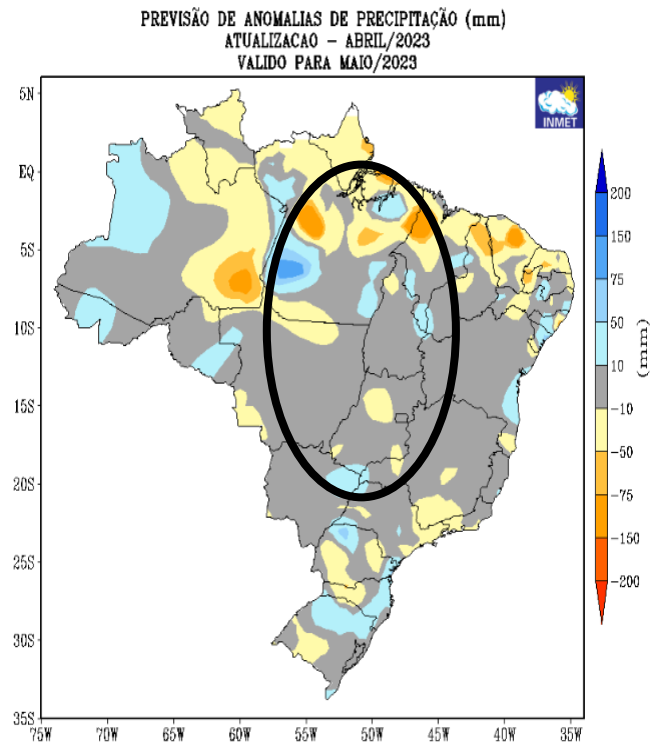 PREVISÃO DE ANOMALIAS DE PRECIPITAÇÃO (mm)
ATUALIZACAO - ABRIL/2023
VALIDO PARA MAIO/2023
INMET
5N
EQ
5S
10S
15S
20S
25S
30S
35S
75W 70W 65W 60W 55W 50W 45W 40W 35W
200
150
75
50
10
-10
-50
-75
-150
-200
(mm)